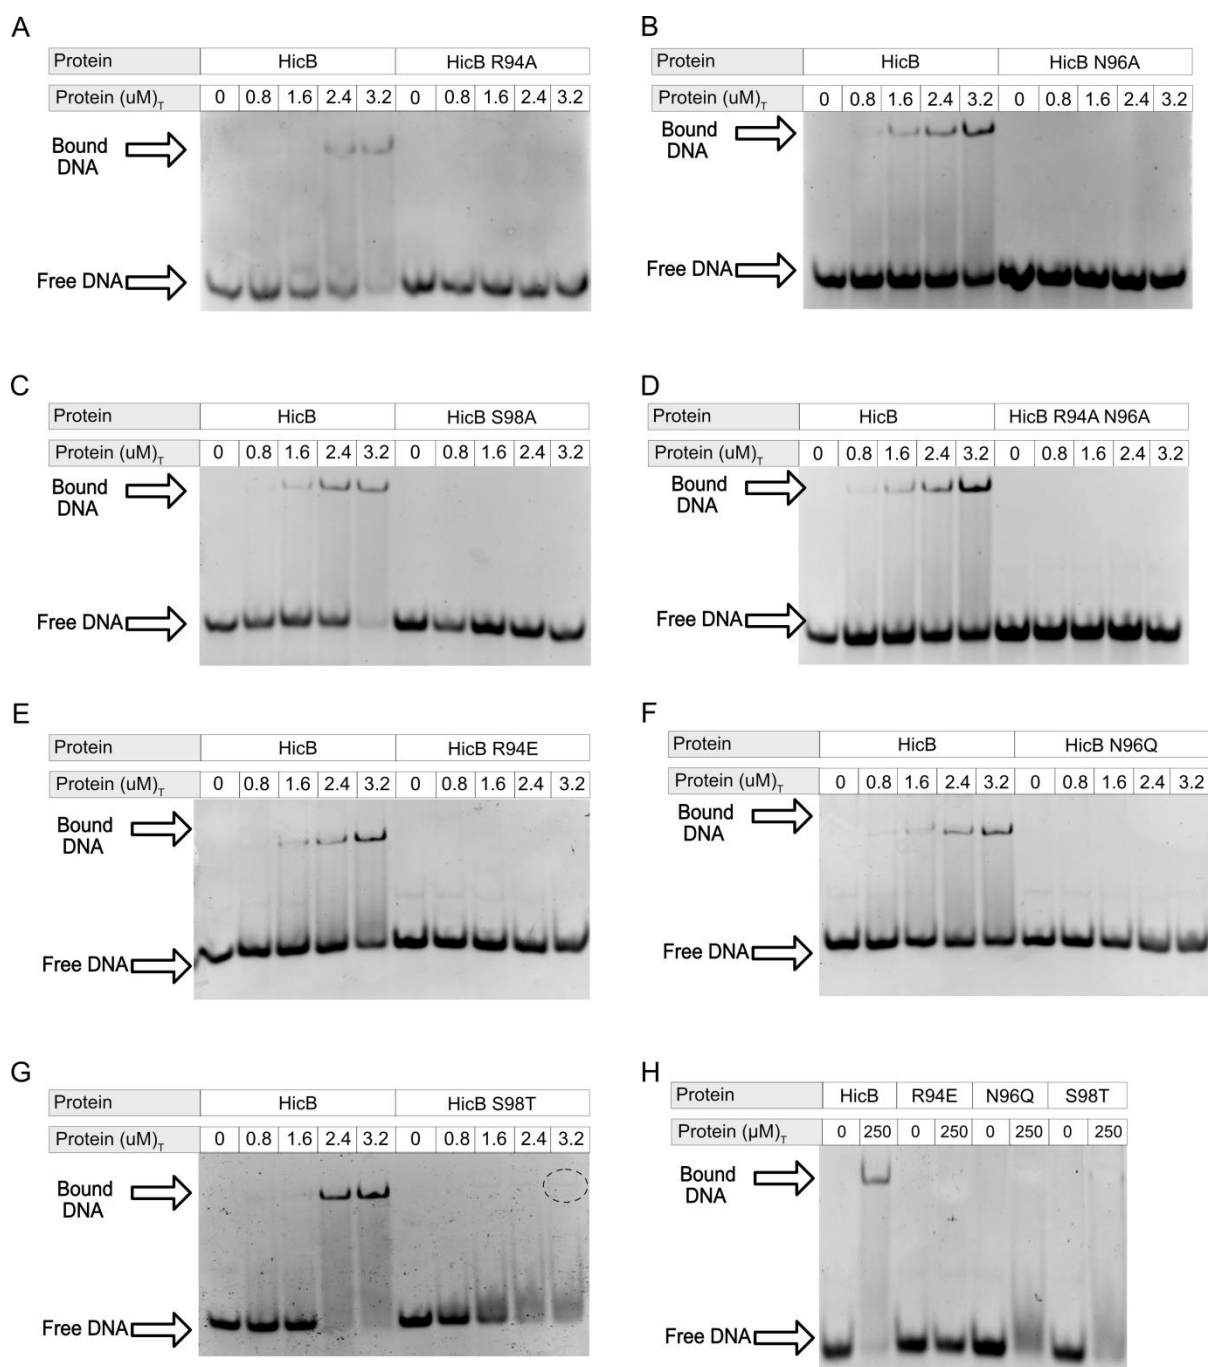 A
Protein HicB HicB R94A
Protein (uM)T 0 0.8 1.6 2.4 3.2 0 0.8 1.6 2.4 3.2
Bound
DNA
Free DNA
B
Protein HicB HicB N96A
Protein (uM)T 0 0.8 1.6 2.4 3.2 0 0.8 1.6 2.4 3.2
Bound
DNA
Free DNA
C
Protein HicB HicB S98A
Protein (uM)T 0 0.8 1.6 2.4 3.2 0 0.8 1.6 2.4 3.2
Bound
DNA
Free DNA
D
Protein HicB HicB R94A N96A
Protein (uM)T 0 0.8 1.6 2.4 3.2 0 0.8 1.6 2.4 3.2
Bound
DNA
Free DNA
E
Protein HicB HicB R94E
Protein (uM)T 0 0.8 1.6 2.4 3.2 0 0.8 1.6 2.4 3.2
Bound
DNA
Free DNA
F
Protein HicB HicB N96Q
Protein (uM)T 0 0.8 1.6 2.4 3.2 0 0.8 1.6 2.4 3.2
Bound
DNA
Free DNA
G
Protein HicB HicB S98T
Protein (uM)T 0 0.8 1.6 2.4 3.2 0 0.8 1.6 2.4 3.2
Bound
DNA
Free DNA
H
Protein HicB R94E N96Q S98T
Protein (μM)T 0 250 0 250 0 250 0 250
Bound
DNA
Free DNA